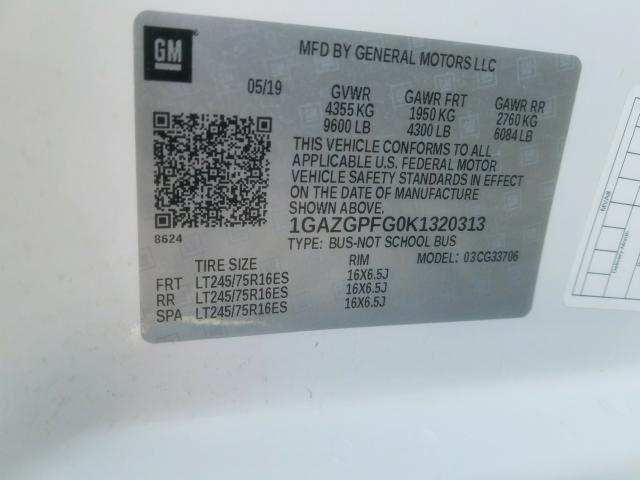 GM
MFD BY GENERAL MOTORS LLC
05/19 GVWR GAWR FRT GAWR RR
4355 KG 1950 KG 2760 KG
9600 LB 4300 LB 6084 LB
THIS VEHICLE CONFORMS TO ALL
APPLICABLE U.S. FEDERAL MOTOR
VEHICLE SAFETY STANDARDS IN EFFECT
ON THE DATE OF MANUFACTURE
SHOWN ABOVE.
1GAZGPFG0K1320313
8624 TYPE: BUS-NOT SCHOOL BUS
MODEL: 03CG33706
TIRE SIZE RIM
FRT LT245/75R16ES 16X6.5J
RR LT245/75R16ES 16X6.5J
SPA LT245/75R16ES 16X6.5J